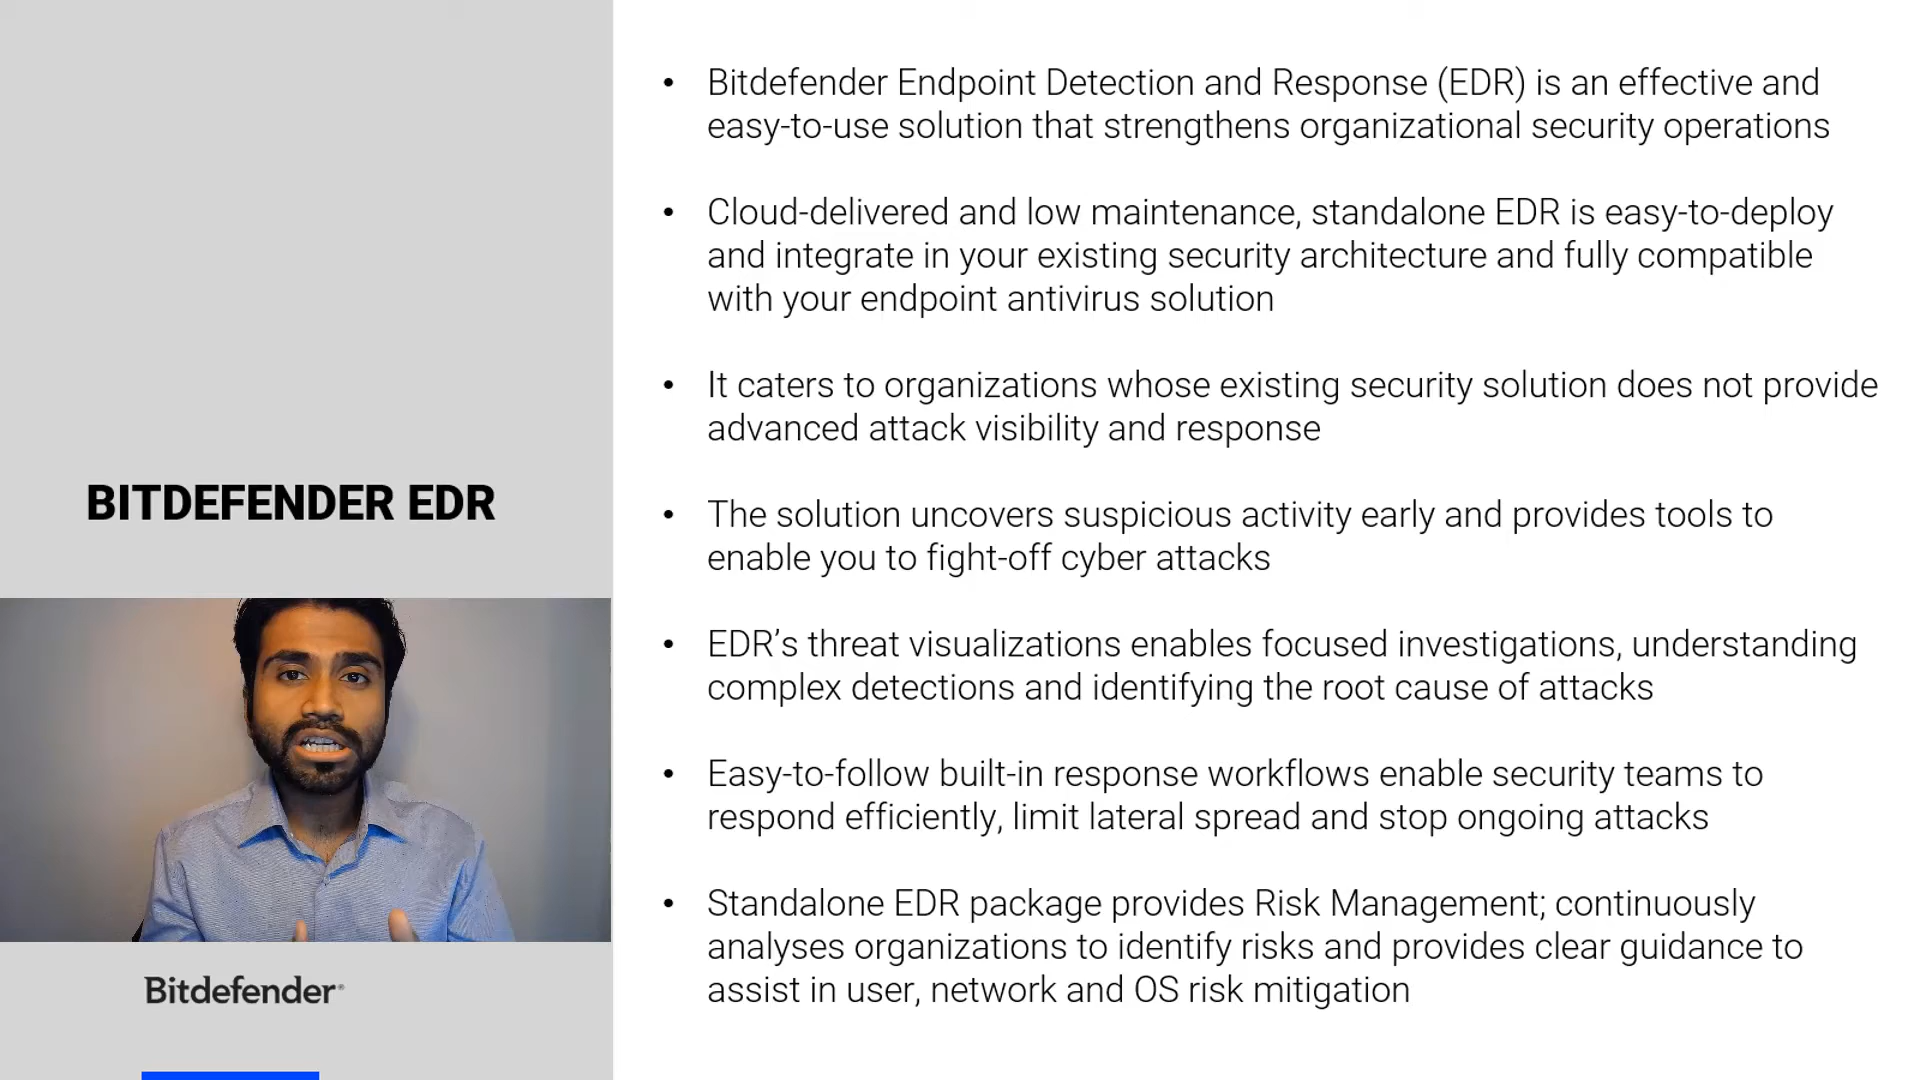 BITDEFENDER EDR
Bitdefender®
• Bitdefender Endpoint Detection and Response (EDR) is an effective and
easy-to-use solution that strengthens organizational security operations
• Cloud-delivered and low maintenance, standalone EDR is easy-to-deploy
and integrate in your existing security architecture and fully compatible
with your endpoint antivirus solution
• It caters to organizations whose existing security solution does not provide
advanced attack visibility and response
• The solution uncovers suspicious activity early and provides tools to
enable you to fight-off cyber attacks
• EDR’s threat visualizations enables focused investigations, understanding
complex detections and identifying the root cause of attacks
• Easy-to-follow built-in response workflows enable security teams to
respond efficiently, limit lateral spread and stop ongoing attacks
• Standalone EDR package provides Risk Management; continuously
analyses organizations to identify risks and provides clear guidance to
assist in user, network and OS risk mitigation